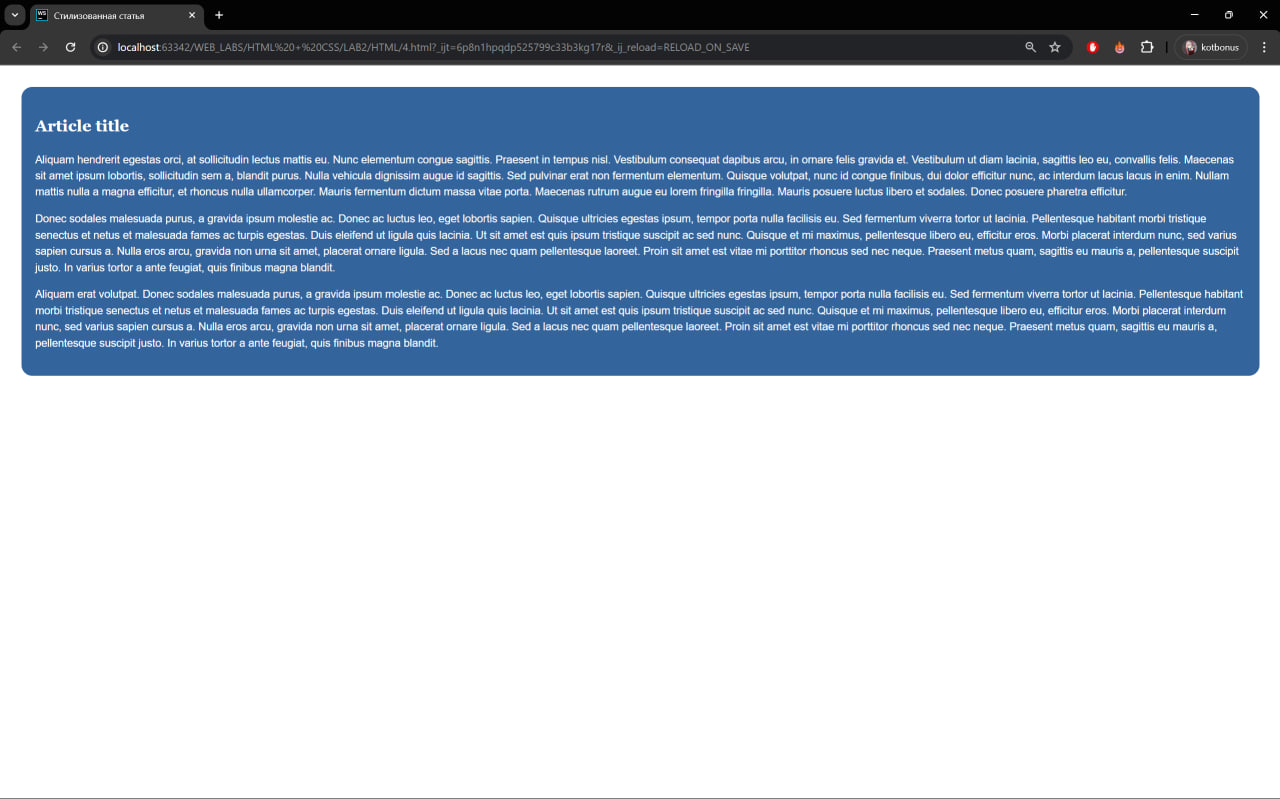 WS
Стилизованная статья
localhost:63342/WEB_LABS/HTML%20+%20CSS/LAB2/HTML/4.html?_ijt=6p8n1hpqdp525799c33b3kg17r&_ij_reload=RELOAD_ON_SAVE
kotbonus
Article title
Aliquam hendrerit egestas orci, at sollicitudin lectus mattis eu. Nunc elementum congue sagittis. Praesent in tempus nisl. Vestibulum consequat dapibus arcu, in ornare felis gravida et. Vestibulum ut diam lacinia, sagittis leo eu, convallis felis. Maecenas
sit amet ipsum lobortis, sollicitudin sem a, blandit purus. Nulla vehicula dignissim augue id sagittis. Sed pulvinar erat non fermentum elementum. Quisque volutpat, nunc id congue finibus, dui dolor efficitur nunc, ac interdum lacus lacus in enim. Nullam
mattis nulla a magna efficitur, et rhoncus nulla ullamcorper. Mauris fermentum dictum massa vitae porta. Maecenas rutrum augue eu lorem fringilla fringilla. Mauris posuere luctus libero et sodales. Donec posuere pharetra efficitur.
Donec sodales malesuada purus, a gravida ipsum molestie ac. Donec ac luctus leo, eget lobortis sapien. Quisque ultricies egestas ipsum, tempor porta nulla facilisis eu. Sed fermentum viverra tortor ut lacinia. Pellentesque habitant morbi tristique
senectus et netus et malesuada fames ac turpis egestas. Duis eleifend ut ligula quis lacinia. Ut sit amet est quis ipsum tristique suscipit ac sed nunc. Quisque et mi maximus, pellentesque libero eu, efficitur eros. Morbi placerat interdum nunc, sed varius
sapien cursus a. Nulla eros arcu, gravida non urna sit amet, placerat ornare ligula. Sed a lacus nec quam pellentesque laoreet. Proin sit amet est vitae mi porttitor rhoncus sed nec neque. Praesent metus quam, sagittis eu mauris a, pellentesque suscipit
justo. In varius tortor a ante feugiat, quis finibus magna blandit.
Aliquam erat volutpat. Donec sodales malesuada purus, a gravida ipsum molestie ac. Donec ac luctus leo, eget lobortis sapien. Quisque ultricies egestas ipsum, tempor porta nulla facilisis eu. Sed fermentum viverra tortor ut lacinia. Pellentesque habitant
morbi tristique senectus et netus et malesuada fames ac turpis egestas. Duis eleifend ut ligula quis lacinia. Ut sit amet est quis ipsum tristique suscipit ac sed nunc. Quisque et mi maximus, pellentesque libero eu, efficitur eros. Morbi placerat interdum
nunc, sed varius sapien cursus a. Nulla eros arcu, gravida non urna sit amet, placerat ornare ligula. Sed a lacus nec quam pellentesque laoreet. Proin sit amet est vitae mi porttitor rhoncus sed nec neque. Praesent metus quam, sagittis eu mauris a,
pellentesque suscipit justo. In varius tortor a ante feugiat, quis finibus magna blandit.